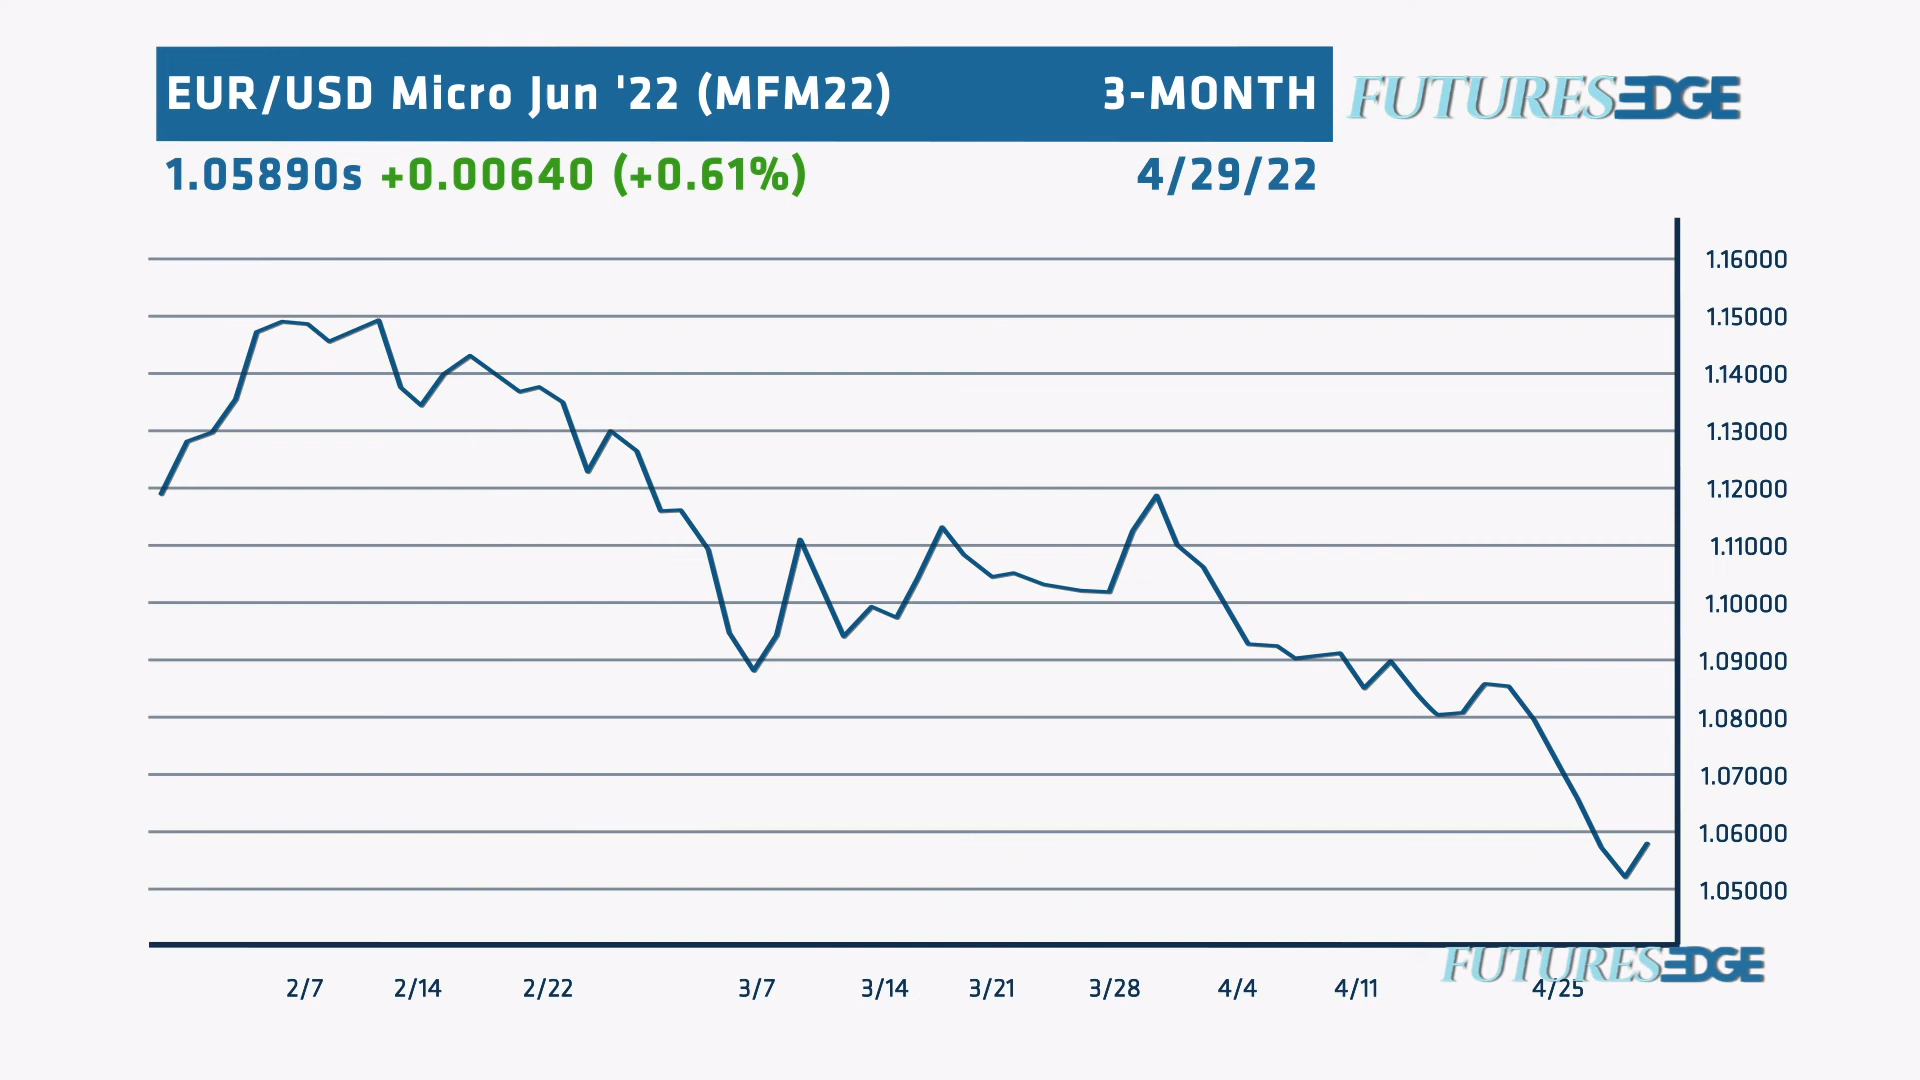 EUR/USD Micro Jun '22 (MFM22) 3-MONTH
FUTURESEDGE
1.05890s +0.00640 (+0.61%) 4/29/22
1.16000
1.15000
1.14000
1.13000
1.12000
1.11000
1.10000
1.09000
1.08000
1.07000
1.06000
1.05000
FUTURESEDGE
2/7 2/14 2/22 3/7 3/14 3/21 3/28 4/4 4/11 4/25